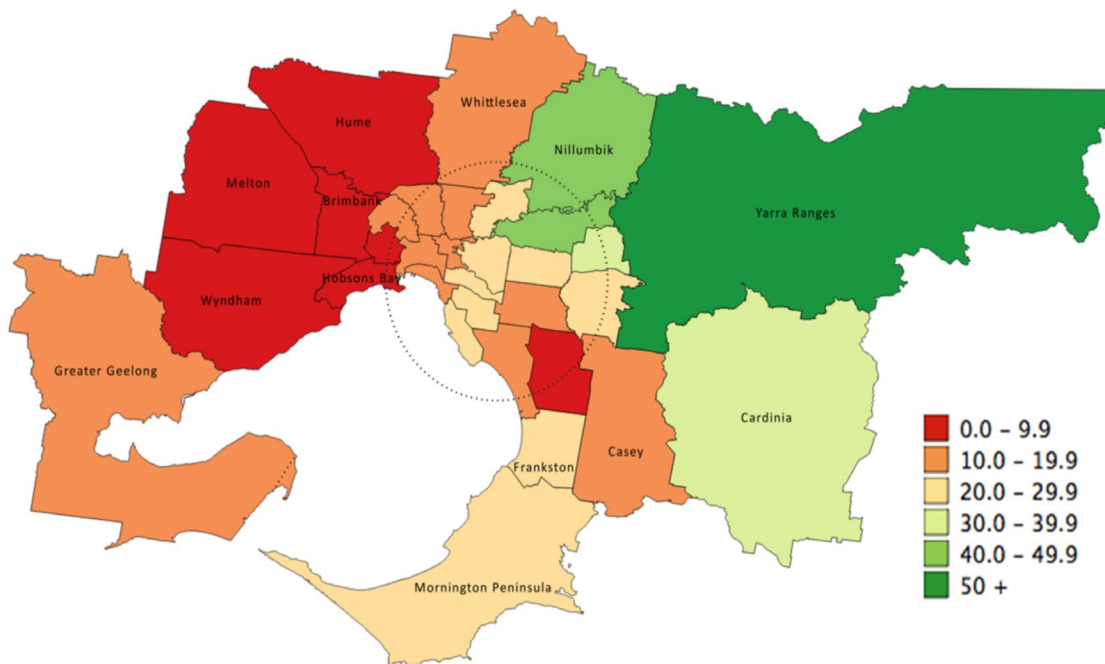 Whittlesea
Hume
Nillumbik
Melton
Brimbank
Yarra Ranges
Hobsons Bay
Wyndham
Greater Geelong
Cardinia
Casey
Frankston
Mornington Peninsula
0.0 – 9.9
10.0 – 19.9
20.0 – 29.9
30.0 – 39.9
40.0 – 49.9
50 +